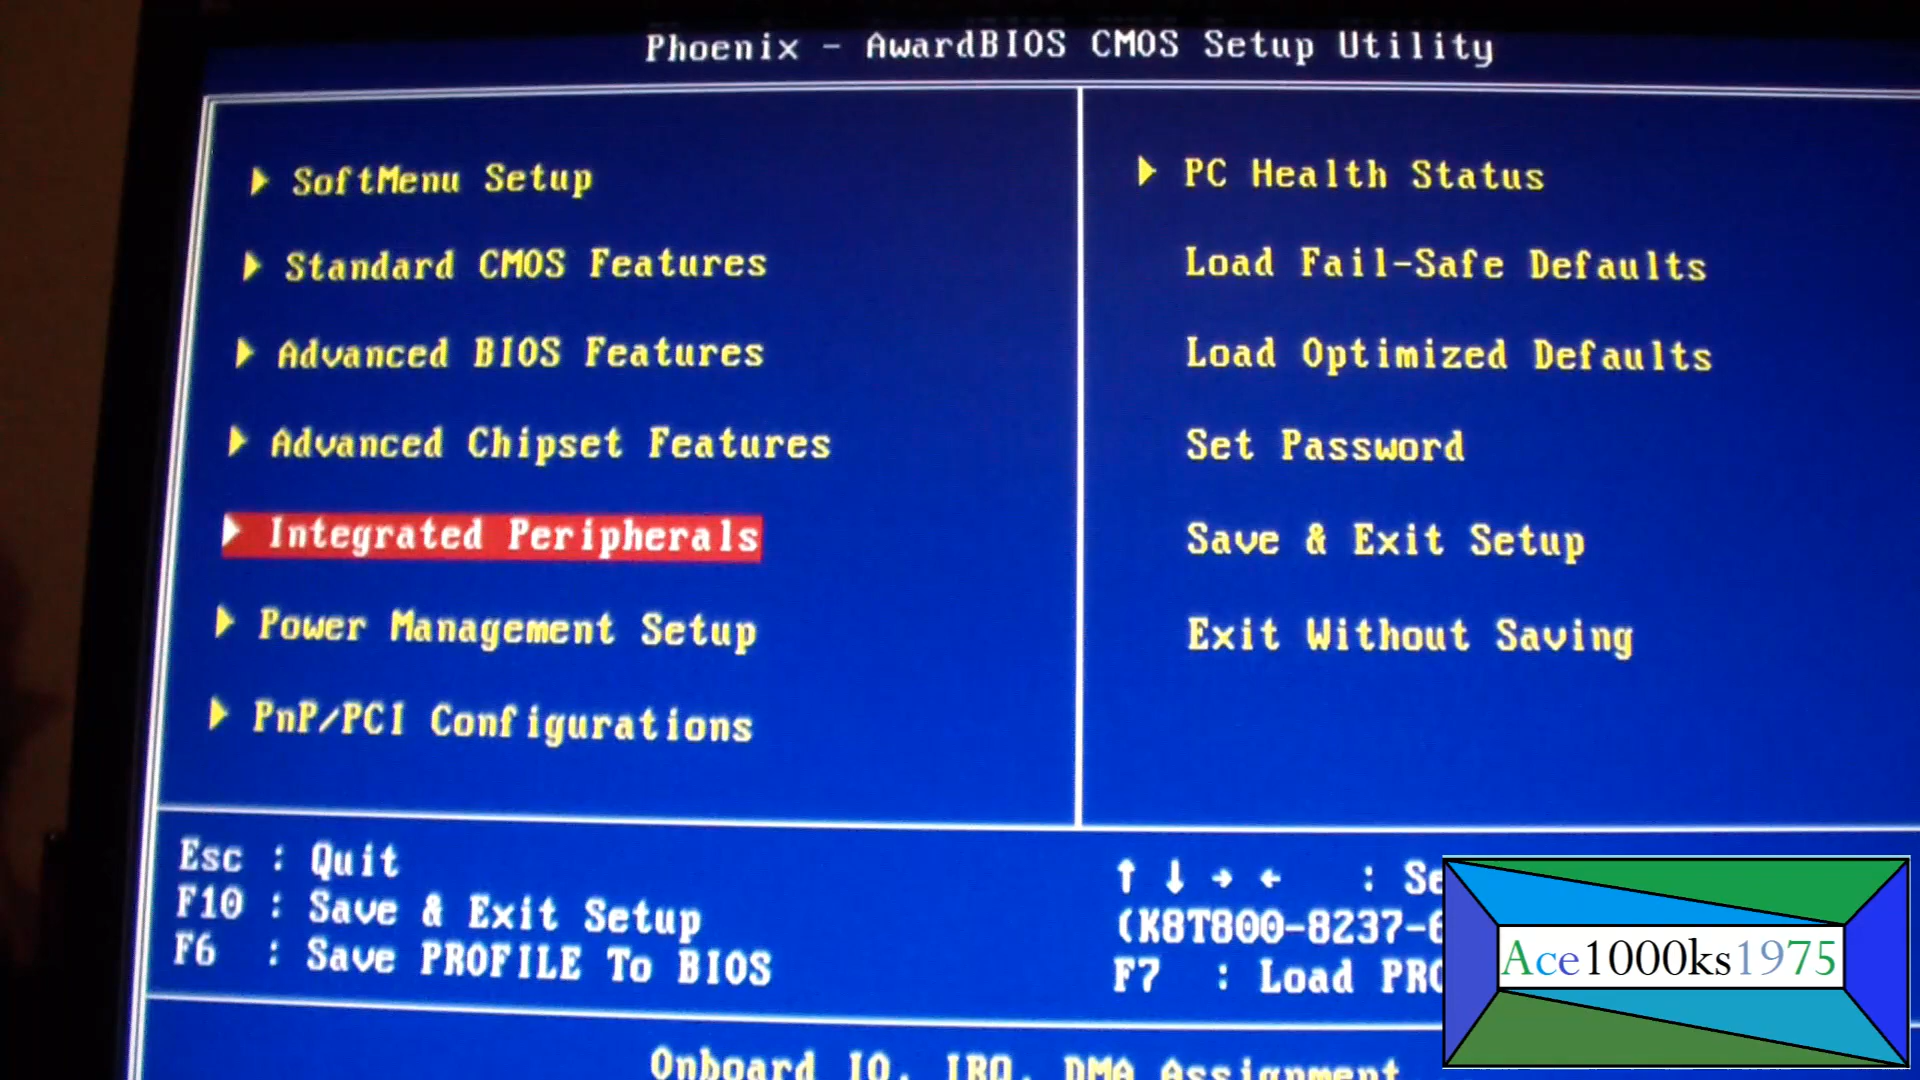 Phoenix - AwardBIOS CMOS Setup Utility
SoftMenu Setup
Standard CMOS Features
Advanced BIOS Features
Advanced Chipset Features
Integrated Peripherals
Power Management Setup
PnP/PCI Configurations
PC Health Status
Load Fail-Safe Defaults
Load Optimized Defaults
Set Password
Save & Exit Setup
Exit Without Saving
Esc : Quit
F10 : Save & Exit Setup
F6 : Save PROFILE To BIOS
↑ ↓ → ← : Se
(K8T800-8237-6
F7 : Load PRO
Onboard IO, IRQ, DMA Assignment
Ace1000ks1975